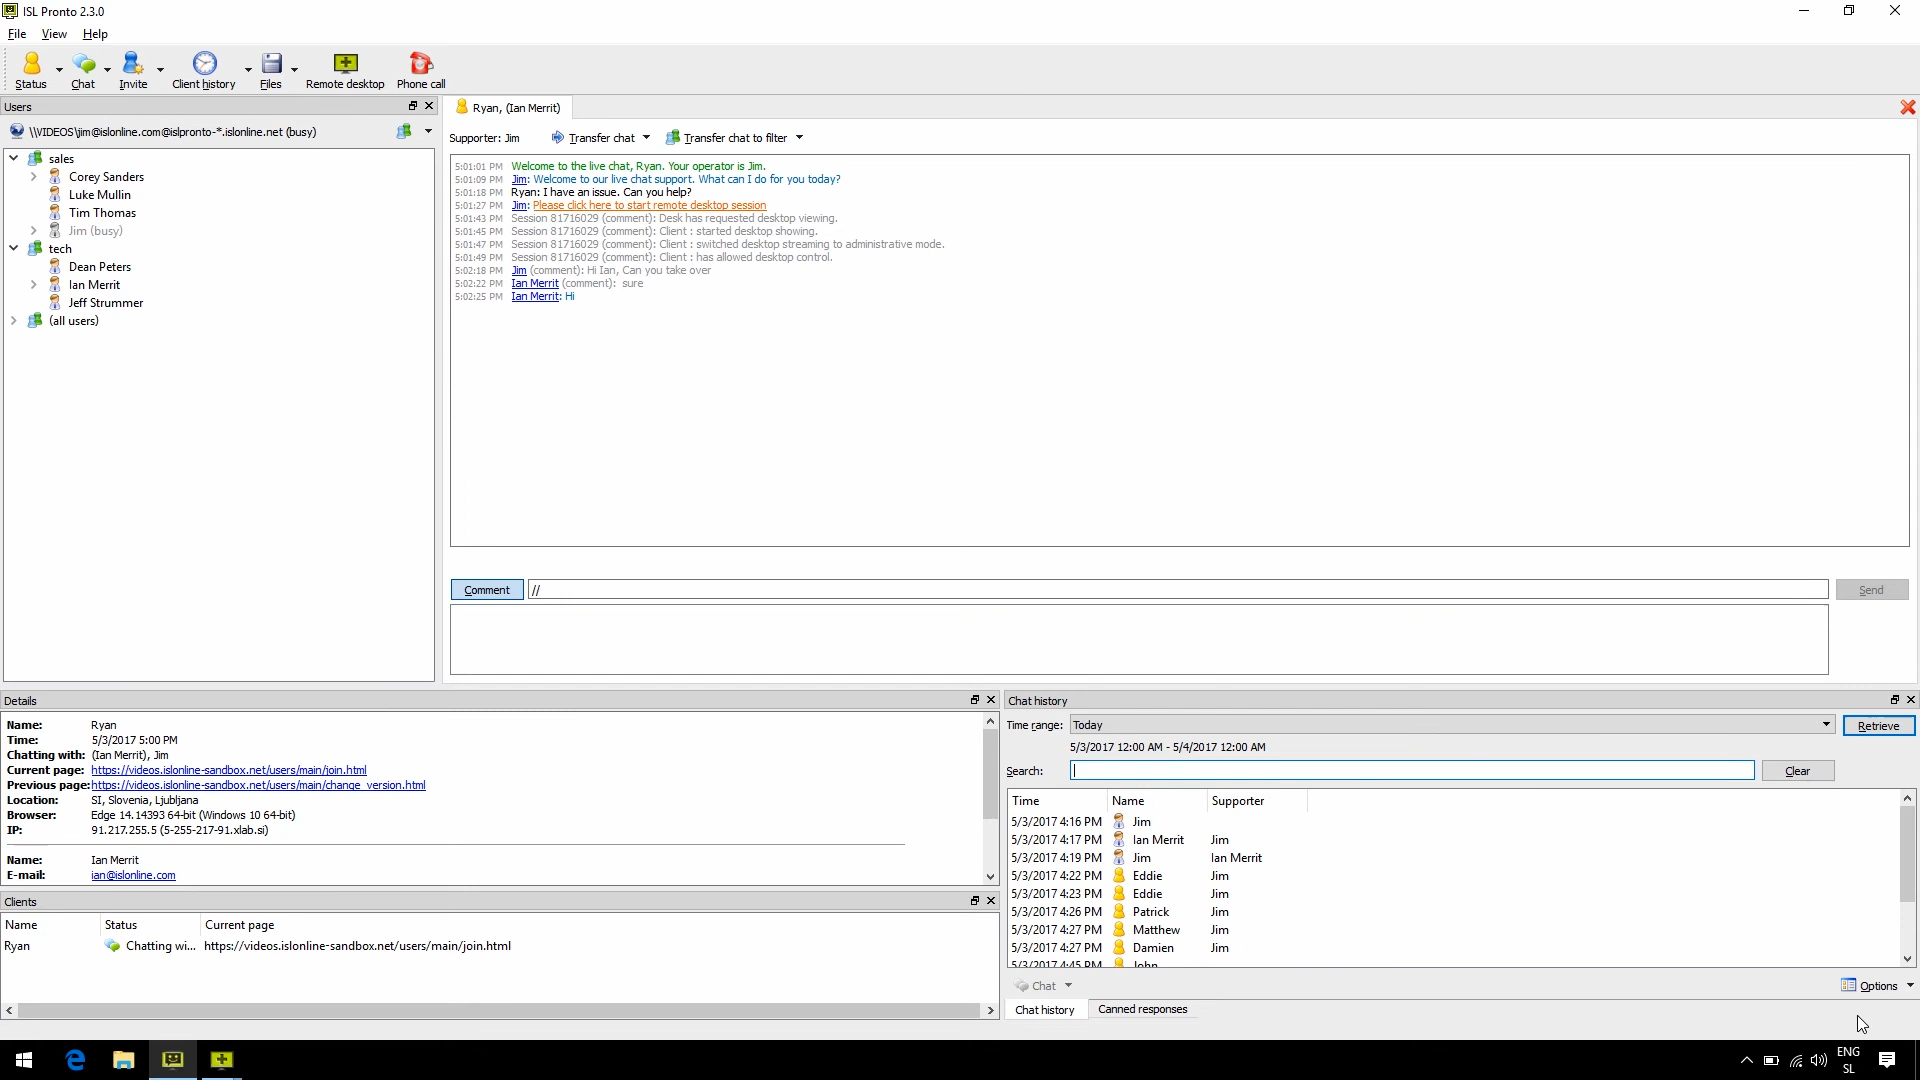 ISL Pronto 2.3.0
File View Help
Status Chat Invite Client history Files Remote desktop Phone call
Users
\\VIDEOS\jim@islonline.com@islpronto-*.islonline.net (busy)
sales
Corey Sanders
Luke Mullin
Tim Thomas
Jim (busy)
tech
Dean Peters
Ian Merrit
Jeff Strummer
(all users)
Ryan, (Ian Merrit)
Supporter: Jim Transfer chat Transfer chat to filter
5:01:01 PM Welcome to the live chat, Ryan. Your operator is Jim.
5:01:09 PM Jim: Welcome to our live chat support. What can I do for you today?
5:01:18 PM Ryan: I have an issue. Can you help?
5:01:27 PM Jim: Please click here to start remote desktop session
5:01:43 PM Session 81716029 (comment): Desk has requested desktop viewing.
5:01:45 PM Session 81716029 (comment): Client : started desktop showing.
5:01:47 PM Session 81716029 (comment): Client : switched desktop streaming to administrative mode.
5:01:49 PM Session 81716029 (comment): Client : has allowed desktop control.
5:02:18 PM Jim (comment): Hi Ian, Can you take over
5:02:22 PM Ian Merrit (comment): sure
5:02:25 PM Ian Merrit: Hi
Comment // Send
Details
Name: Ryan
Time: 5/3/2017 5:00 PM
Chatting with: (Ian Merrit), Jim
Current page: https://videos.islonline-sandbox.net/users/main/join.html
Previous page: https://videos.islonline-sandbox.net/users/main/change_version.html
Location: SI, Slovenia, Ljubljana
Browser: Edge 14.14393 64-bit (Windows 10 64-bit)
IP: 91.217.255.5 (5-255-217-91.xlab.si)
Name: Ian Merrit
E-mail: ian@islonline.com
Clients
Name Status Current page
Ryan Chatting wi... https://videos.islonline-sandbox.net/users/main/join.html
Chat history
Time range: Today Retrieve
5/3/2017 12:00 AM - 5/4/2017 12:00 AM
Search: Clear
Time Name Supporter
5/3/2017 4:16 PM Jim
5/3/2017 4:17 PM Ian Merrit Jim
5/3/2017 4:19 PM Jim Ian Merrit
5/3/2017 4:22 PM Eddie Jim
5/3/2017 4:23 PM Eddie Jim
5/3/2017 4:26 PM Patrick Jim
5/3/2017 4:27 PM Matthew Jim
5/3/2017 4:27 PM Damien Jim
5/3/2017 4:45 PM John
Chat Options
Chat history Canned responses
ENG
SL